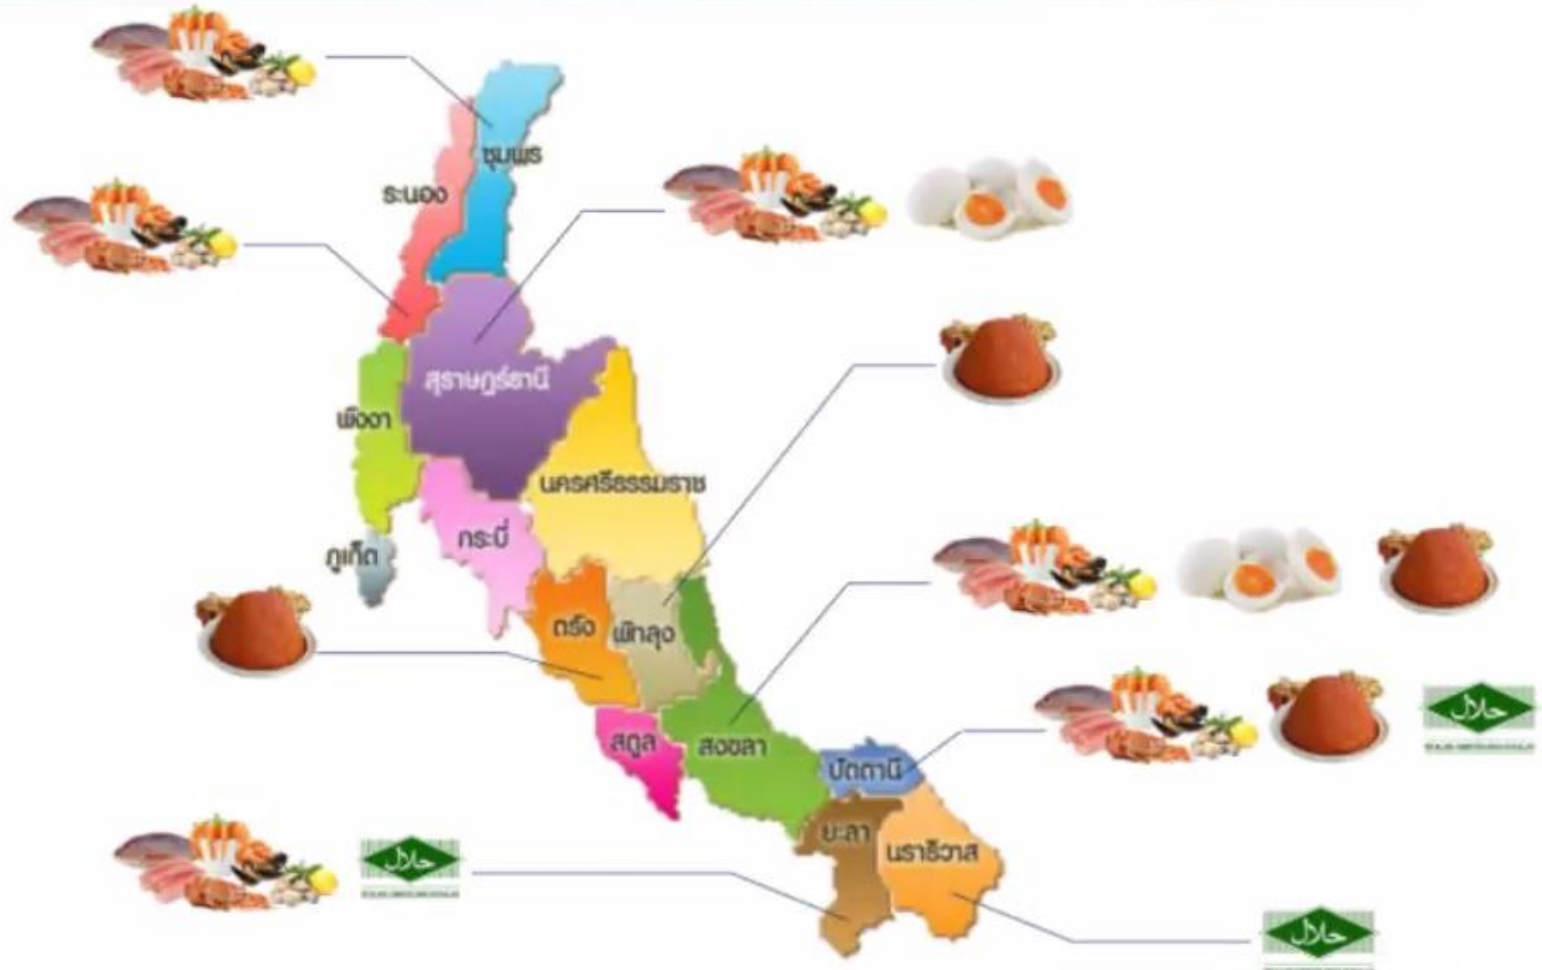 ชุมพร
ระนอง
สุราษฎร์ธานี
พังงา
นครศรีธรรมราช
กระบี่
ภูเก็ต
ตรัง
พัทลุง
สตูล
สงขลา
ปัตตานี
ยะลา
นราธิวาส
حلال
حلال
حلال